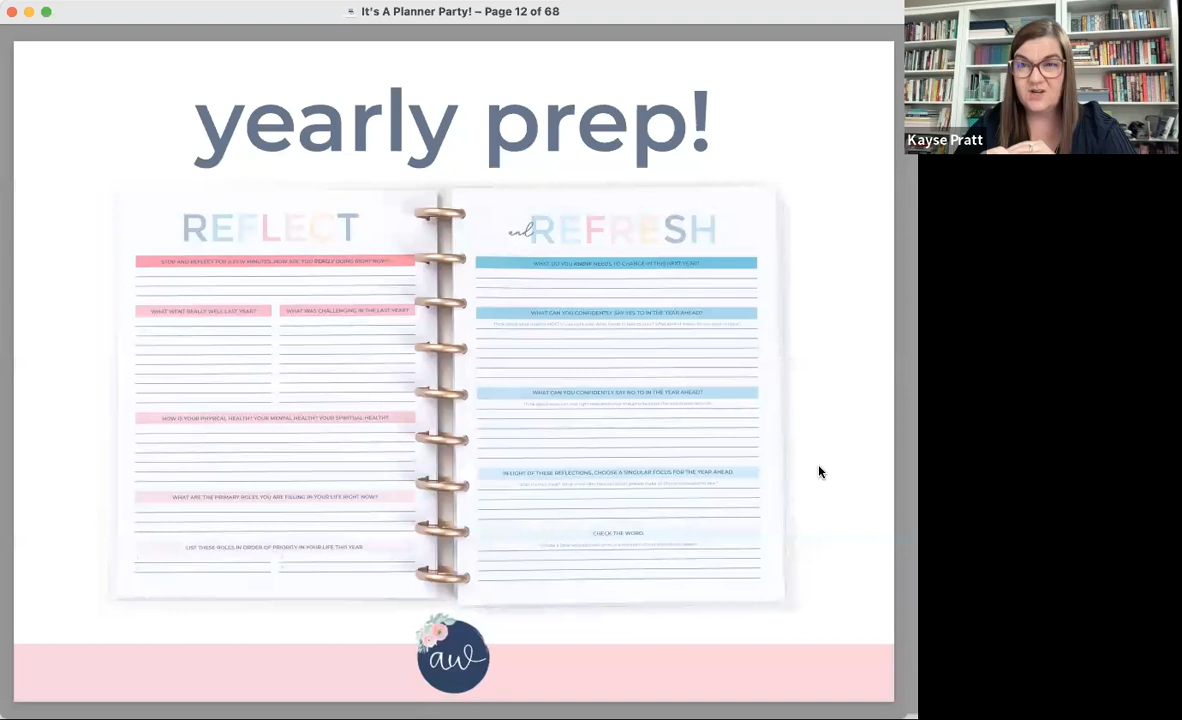 It's A Planner Party! – Page 12 of 68
Kayse Pratt
yearly prep!
REFLECT
STOP AND REFLECT FOR A FEW MINUTES. HOW ARE YOU REALLY DOING RIGHT NOW?
WHAT WENT REALLY WELL LAST YEAR?
WHAT WAS CHALLENGING IN THE LAST YEAR?
HOW IS YOUR PHYSICAL HEALTH? YOUR MENTAL HEALTH? YOUR SPIRITUAL HEALTH?
WHAT ARE THE PRIMARY ROLES YOU ARE FILLING IN YOUR LIFE RIGHT NOW?
LIST THESE ROLES IN ORDER OF PRIORITY IN YOUR LIFE THIS YEAR
and REFRESH
WHAT DO YOU KNOW NEEDS TO CHANGE IN THIS NEXT YEAR?
WHAT CAN YOU CONFIDENTLY SAY YES TO IN THE YEAR AHEAD?
WHAT CAN YOU CONFIDENTLY SAY NO TO IN THE YEAR AHEAD?
IN LIGHT OF THESE REFLECTIONS, CHOOSE A SINGULAR FOCUS FOR THE YEAR AHEAD.
CHECK THE WORD.
aw